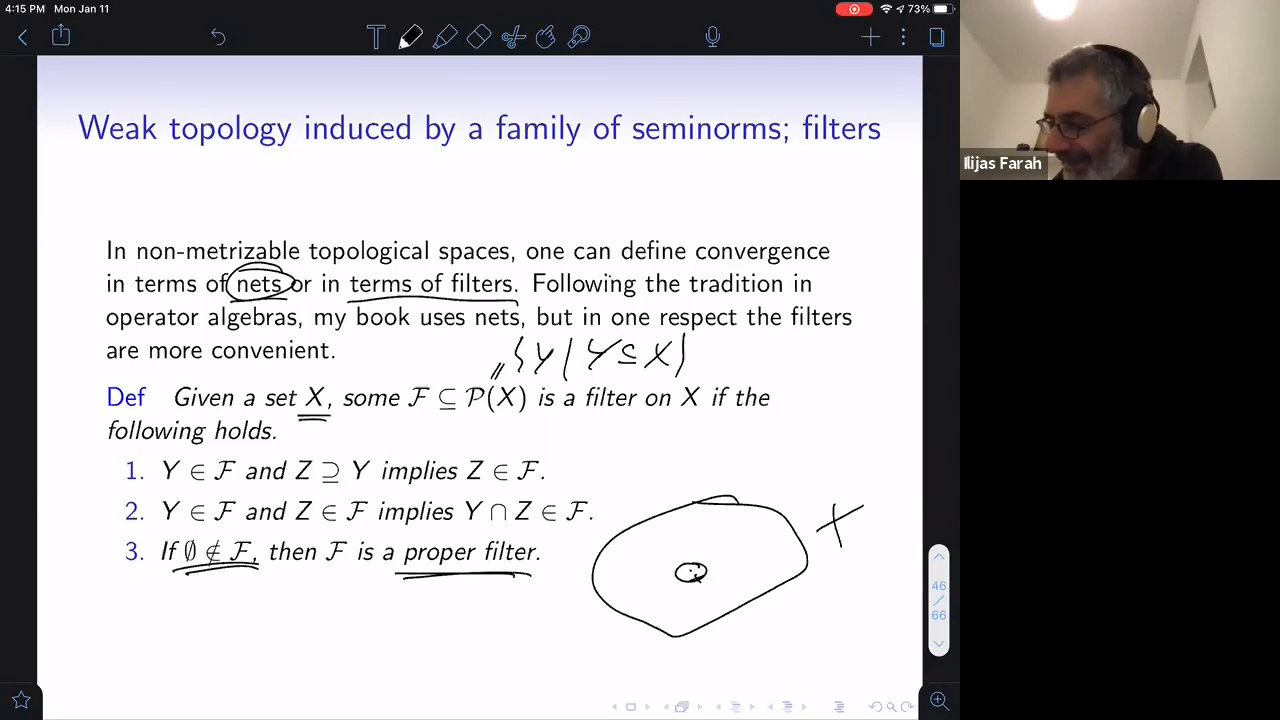 4:15 PM Mon Jan 11
73%
Weak topology induced by a family of seminorms; filters
Ilijas Farah
In non-metrizable topological spaces, one can define convergence
in terms of nets or in terms of filters. Following the tradition in
operator algebras, my book uses nets, but in one respect the filters
are more convenient.
{Y | Y ⊆ X}
Def Given a set X, some ℱ ⊆ 𝒫(X) is a filter on X if the
following holds.
1. Y ∈ ℱ and Z ⊇ Y implies Z ∈ ℱ.
2. Y ∈ ℱ and Z ∈ ℱ implies Y ∩ Z ∈ ℱ.
X
3. If ∅ ∉ ℱ, then ℱ is a proper filter.
46
/
66